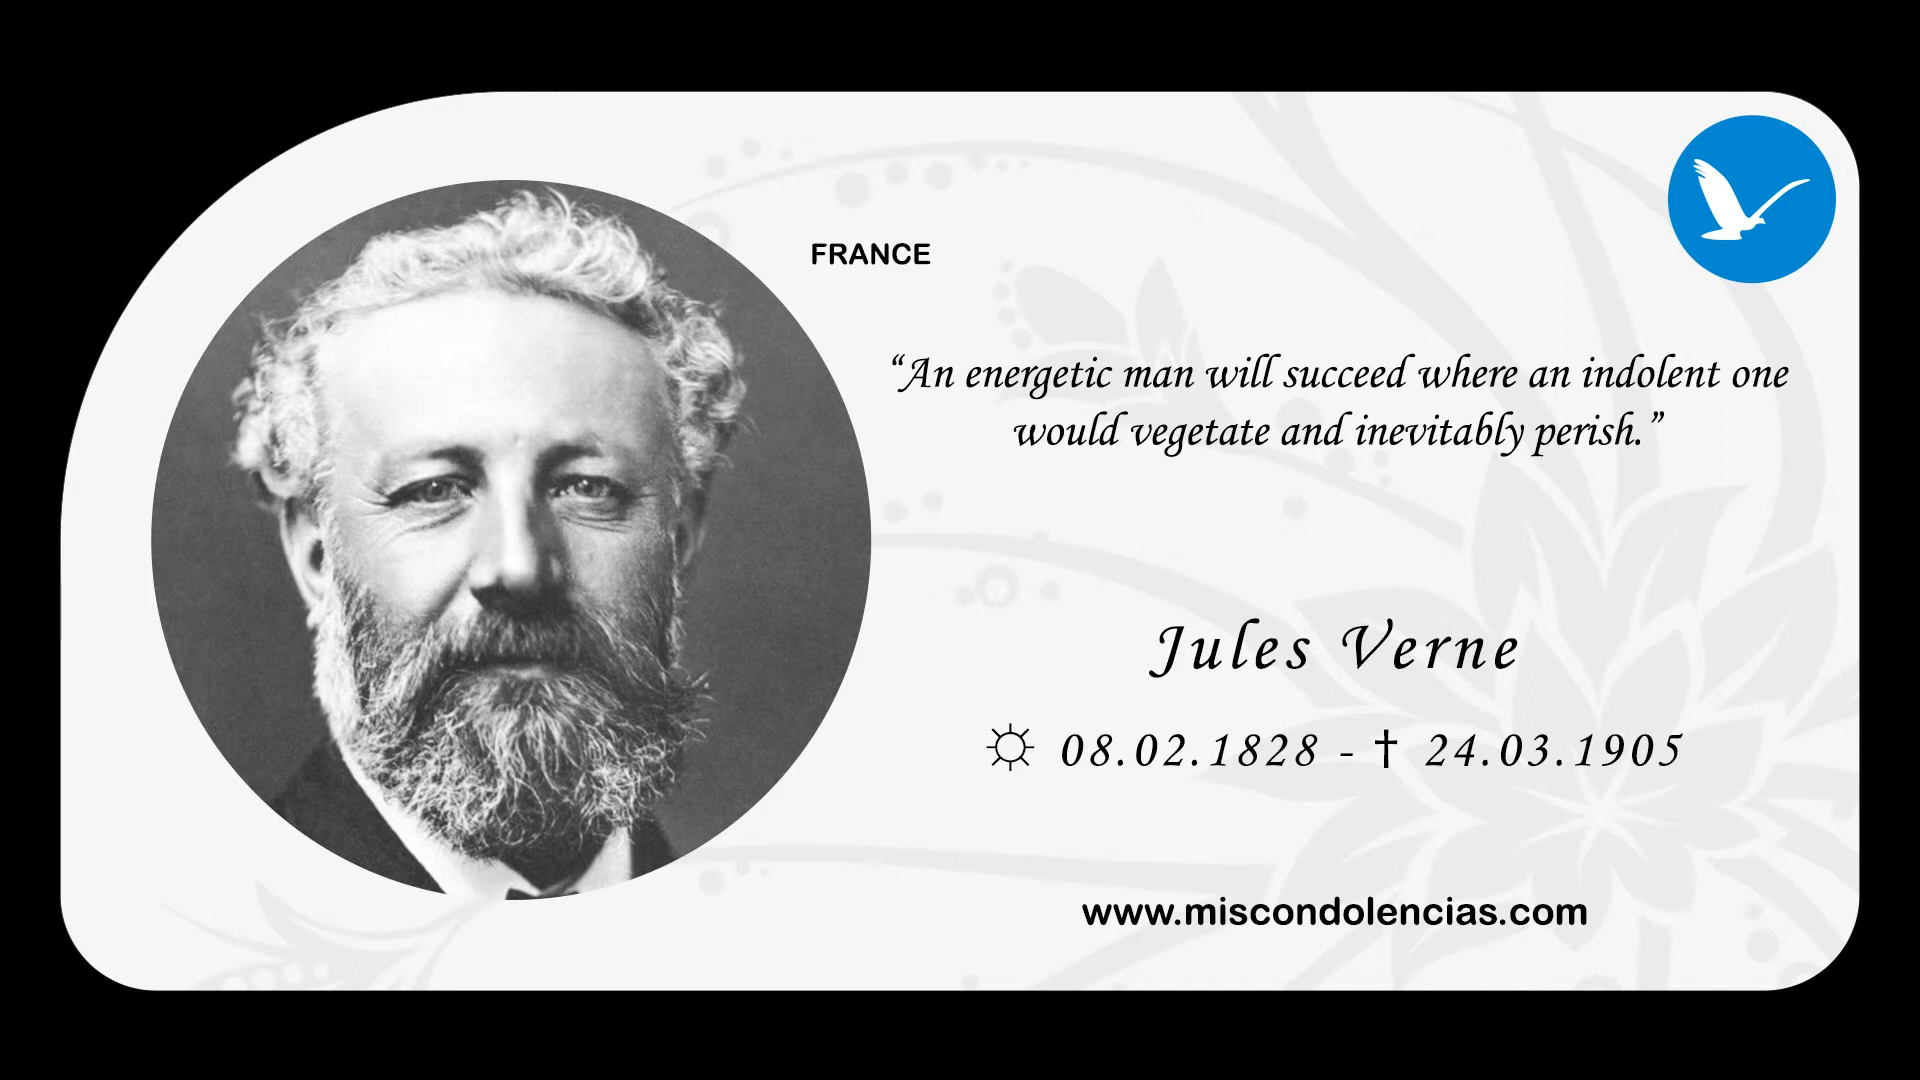 FRANCE
“An energetic man will succeed where an indolent one
would vegetate and inevitably perish.”
Jules Verne
☼ 08.02.1828 - † 24.03.1905
www.miscondolencias.com